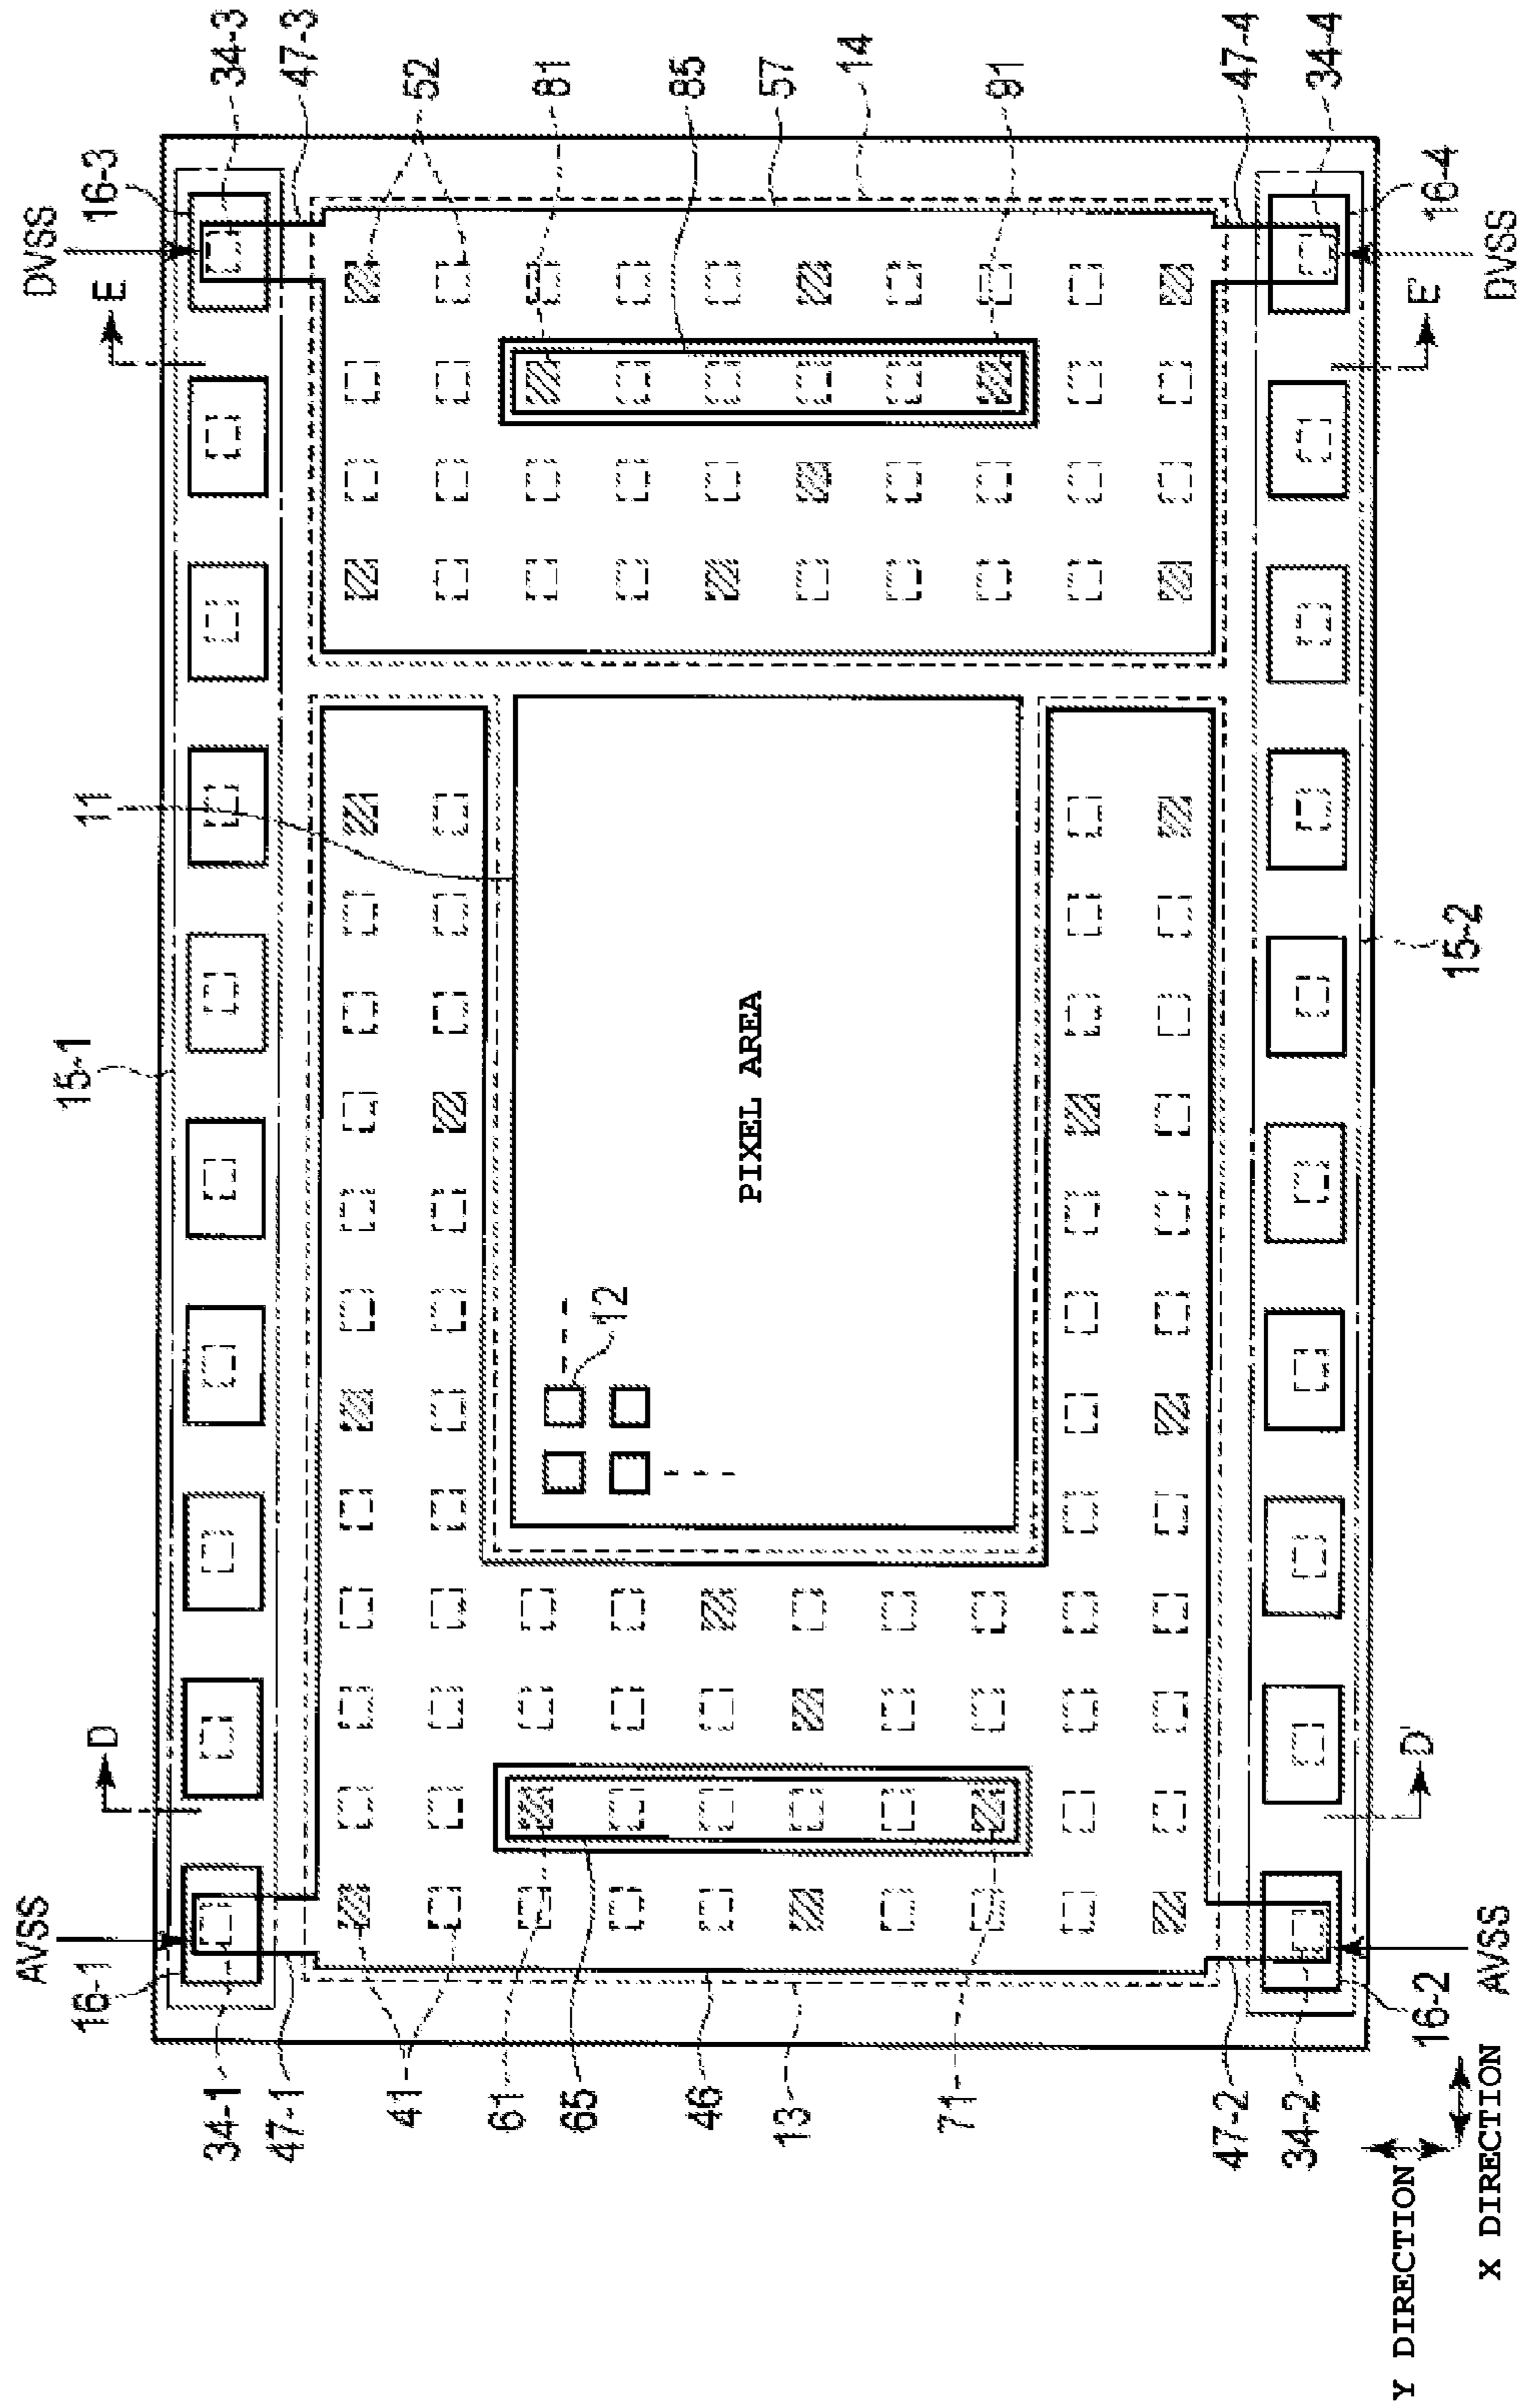 DVSS
16-3
34-3
47-3
52
81
85
57
14
91
47-4
34-4
16-4
DVSS
E
E'
11
15-1
15-2
PIXEL AREA
12
D
D'
AVSS
16-1
34-1
47-1
41
61
65
46
13
71
47-2
34-2
16-2
AVSS
Y DIRECTION
X DIRECTION